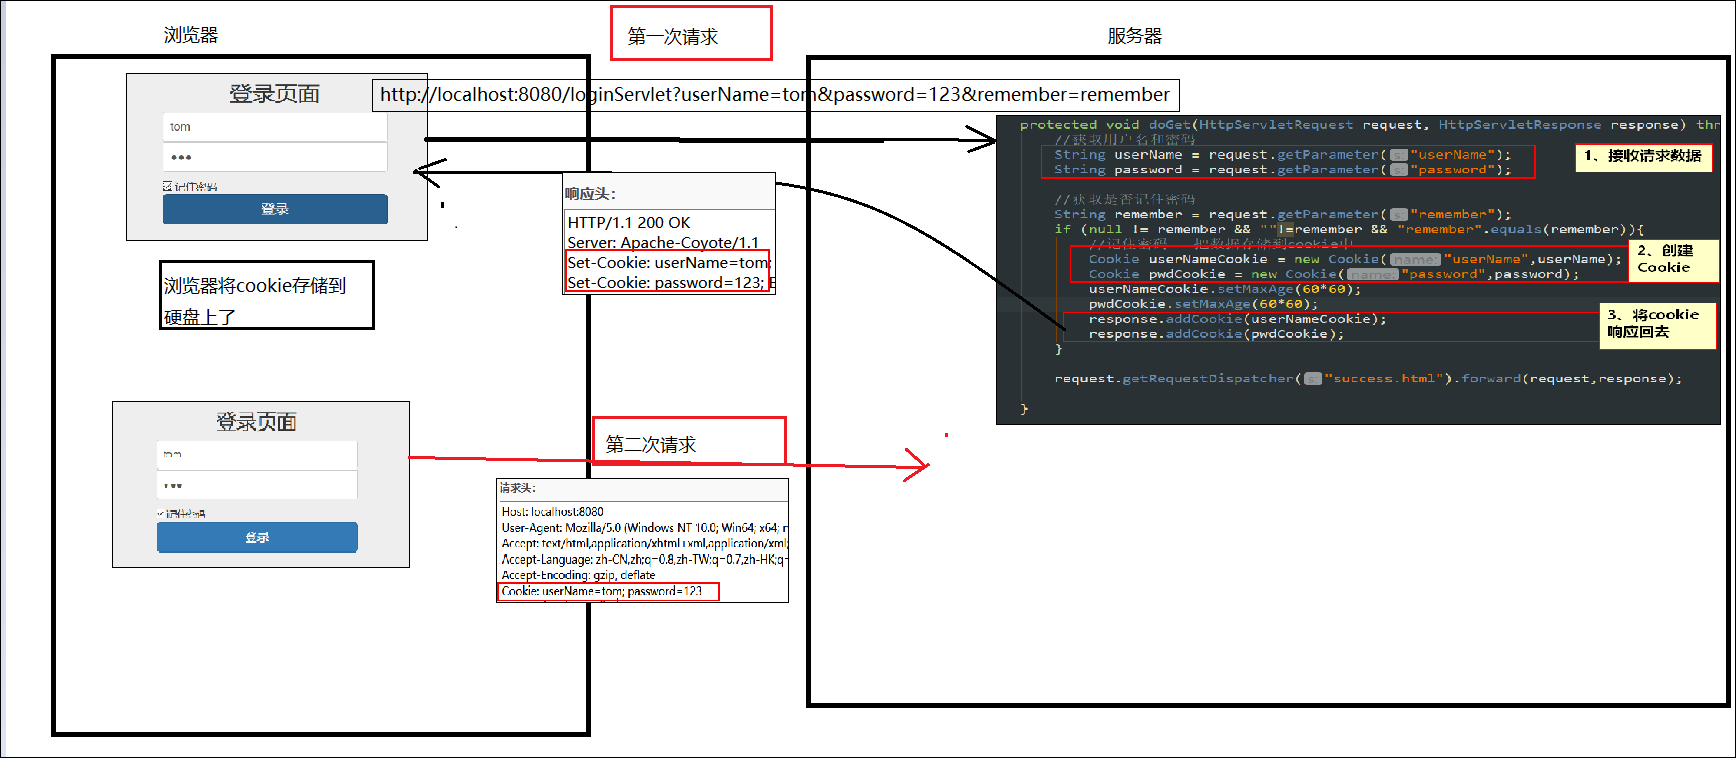 浏览器
第一次请求
服务器
登录页面
http://localhost:8080/loginServlet?userName=tom&password=123&remember=remember
tom
记住密码
登录
响应头：
HTTP/1.1 200 OK
Server: Apache-Coyote/1.1
Set-Cookie: userName=tom;
Set-Cookie: password=123; E
protected void doGet(HttpServletRequest request, HttpServletResponse response) thr
//获取用户名和密码
String userName = request.getParameter( s: "userName");
String password = request.getParameter( s: "password");
1、接收请求数据
//获取是否记住密码
String remember = request.getParameter( s: "remember");
if (null != remember && ""!=remember && "remember".equals(remember)){
//记住密码 把数据存储到cookie中
Cookie userNameCookie = new Cookie( name: "userName",userName);
Cookie pwdCookie = new Cookie( name: "password",password);
2、创建
Cookie
userNameCookie.setMaxAge(60*60);
pwdCookie.setMaxAge(60*60);
response.addCookie(userNameCookie);
response.addCookie(pwdCookie);
3、将cookie
响应回去
}
request.getRequestDispatcher( s: "success.html").forward(request,response);
}
浏览器将cookie存储到
硬盘上了
登录页面
tom
记住密码
登录
第二次请求
请求头：
Host: localhost:8080
User-Agent: Mozilla/5.0 (Windows NT 10.0; Win64; x64; r
Accept: text/html,application/xhtml+xml,application/xml;
Accept-Language: zh-CN,zh;q=0.8,zh-TW;q=0.7,zh-HK;q=
Accept-Encoding: gzip, deflate
Cookie: userName=tom; password=123